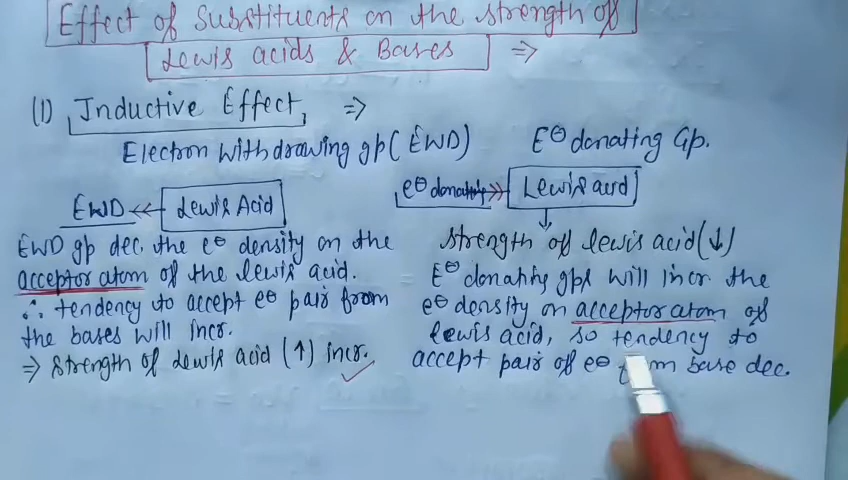 Effect of Substituents on the strength of
Lewis acids & Bases ⇒
(1) Inductive Effect, ⇒
Electron withdrawing gp( EWD) E⊖ donating Gp.
EWD ↞ Lewis Acid
e⊖ donating ↠ Lewis acid
EWD gp dec. the e⊖ density on the
acceptor atom of the lewis acid.
∴ tendency to accept e⊖ pair from
the bases will incr.
⇒ strength of Lewis acid (↑) incr.
strength of lewis acid(↓)
E⊖ donating gps will incr. the
e⊖ density on acceptor atom of
lewis acid, so tendency to
accept pair of e⊖ base dec.